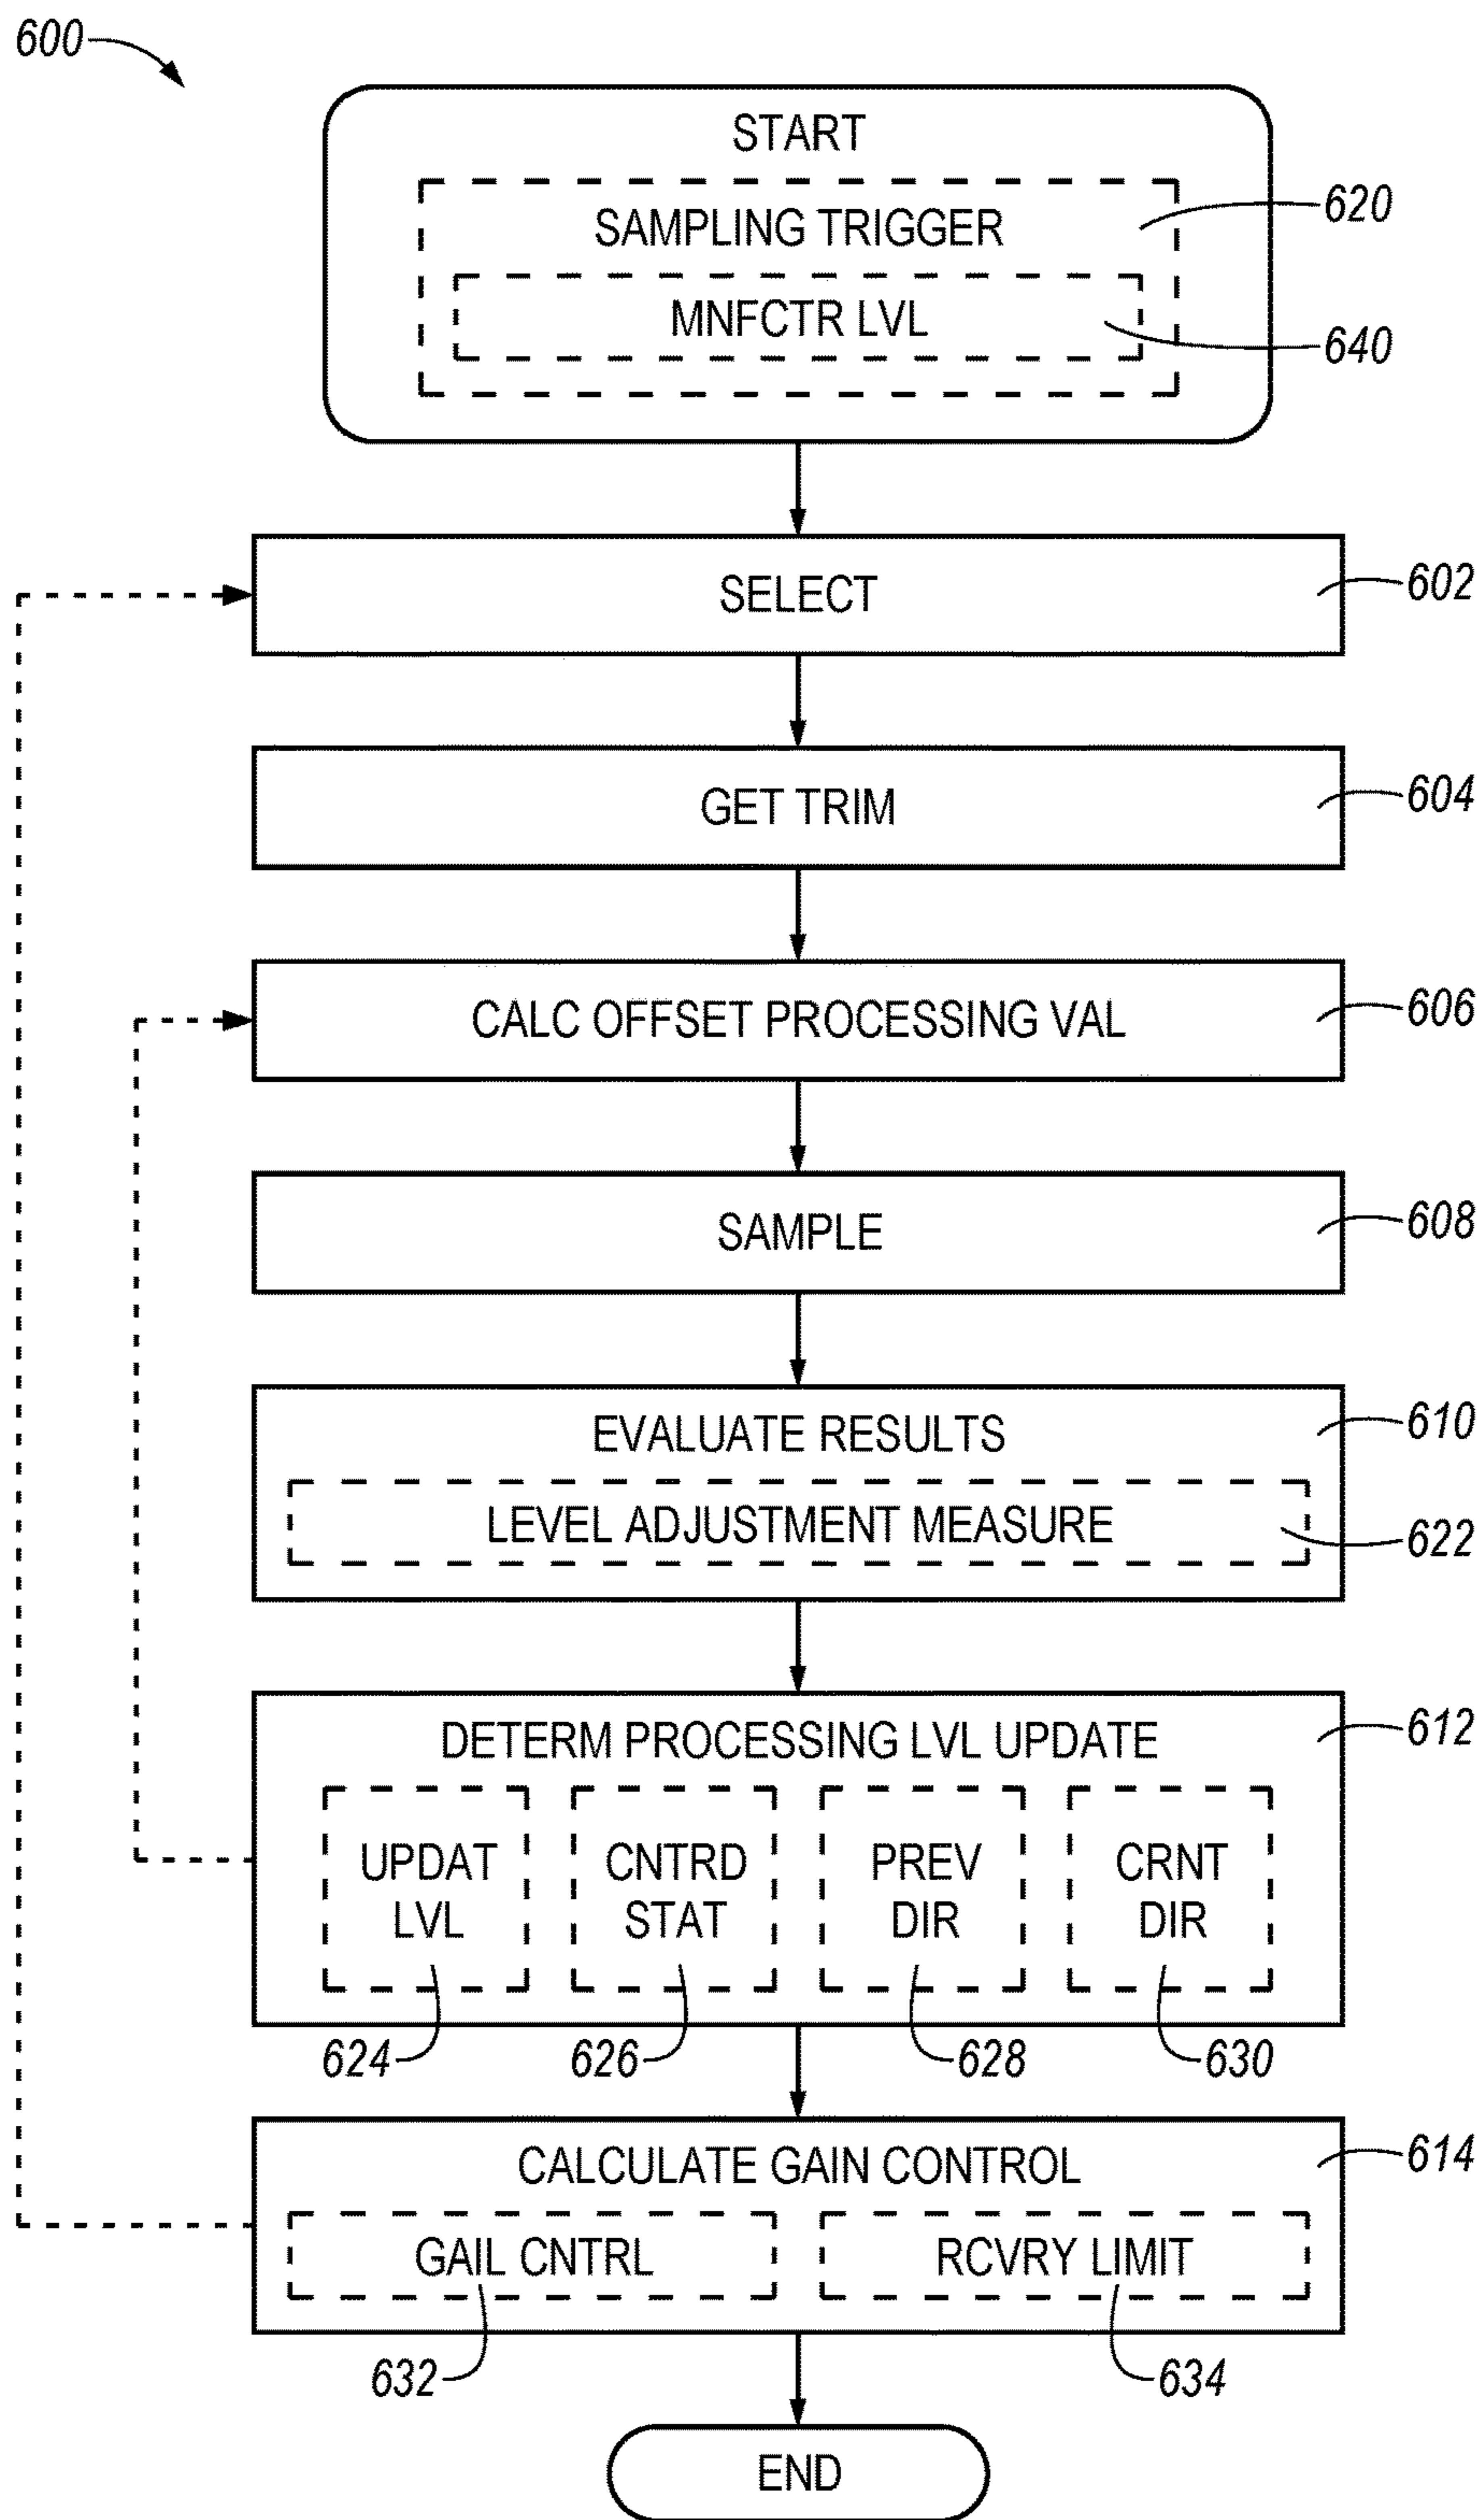 600
START
SAMPLING TRIGGER
620
MNFCTR LVL
640
SELECT
602
GET TRIM
604
CALC OFFSET PROCESSING VAL
606
SAMPLE
608
EVALUATE RESULTS
610
LEVEL ADJUSTMENT MEASURE
622
DETERM PROCESSING LVL UPDATE
612
UPDAT
LVL
CNTRD
STAT
PREV
DIR
CRNT
DIR
624
626
628
630
CALCULATE GAIN CONTROL
614
GAIL CNTRL
RCVRY LIMIT
632
634
END